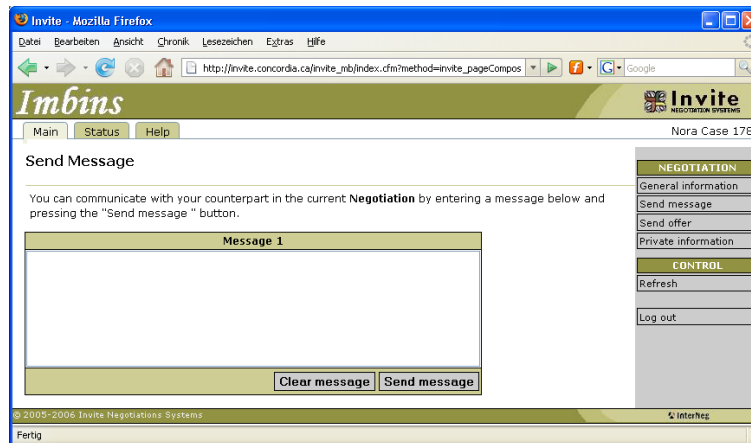 Invite - Mozilla Firefox
Datei Bearbeiten Ansicht Chronik Lesezeichen Extras Hilfe
http://invite.concordia.ca/invite_mb/index.cfm?method=invite_pageCompos
Google
Imbins
Invite
NEGOTIATION SYSTEMS
Main Status Help
Nora Case 178
Send Message
You can communicate with your counterpart in the current Negotiation by entering a message below and
pressing the "Send message " button.
Message 1
Clear message Send message
NEGOTIATION
General information
Send message
Send offer
Private information
CONTROL
Refresh
Log out
© 2005-2006 Invite Negotiations Systems
InterNeg
Fertig